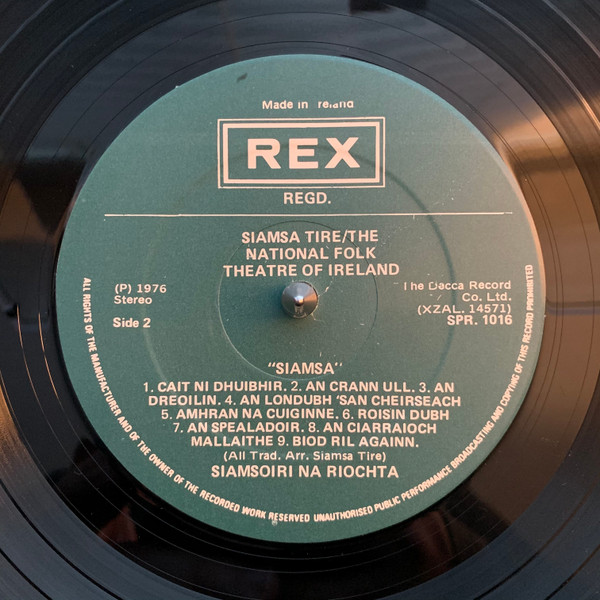 Made in Ireland
REX
REGD.
SIAMSA TIRE/THE
NATIONAL FOLK
THEATRE OF IRELAND
(P) 1976
Stereo
Side 2
The Decca Record
Co. Ltd.
(XZAL. 14571)
SPR. 1016
"SIAMSA"
1. CAIT NI DHUIBHIR. 2. AN CRANN ULL. 3. AN
DREOILIN. 4. AN LONDUBH 'SAN CHEIRSEACH
5. AMHRAN NA CUIGINNE. 6. ROISIN DUBH
7. AN SPEALADOIR. 8. AN CIARRAIOCH
MALLAITHE 9. BIOD RIL AGAINN.
(All Trad. Arr. Siamsa Tire)
SIAMSOIRI NA RIOCHTA
ALL RIGHTS OF THE MANUFACTURER AND OF THE OWNER OF THE RECORDED WORK RESERVED UNAUTHORISED PUBLIC PERFORMANCE BROADCASTING AND COPYING OF THIS RECORD PROHIBITED